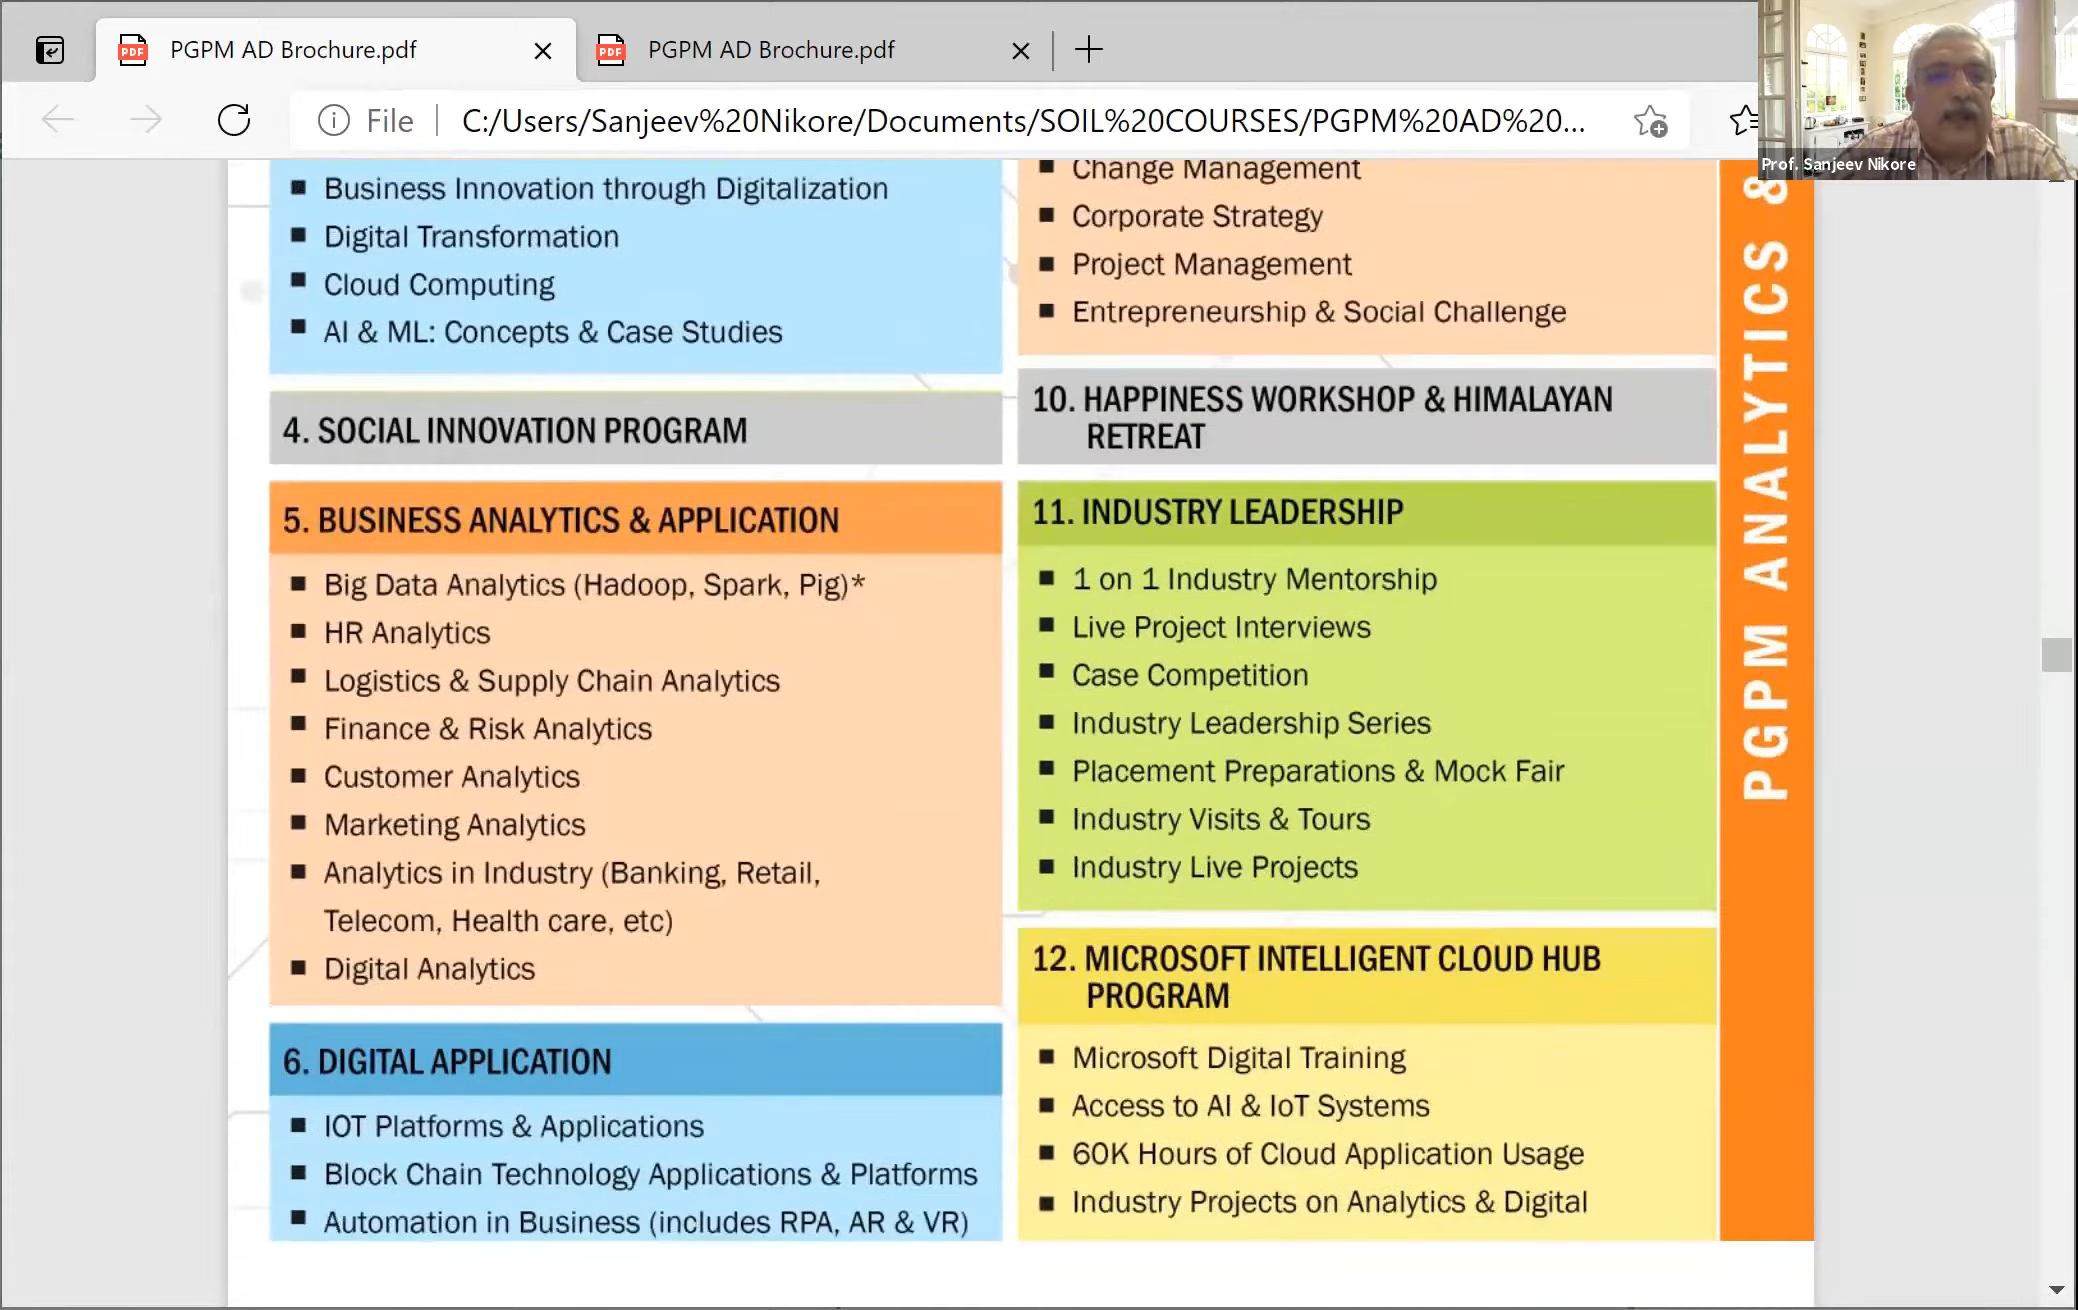 PGPM AD Brochure.pdf
PGPM AD Brochure.pdf
File
C:/Users/Sanjeev%20Nikore/Documents/SOIL%20COURSES/PGPM%20AD%20...
Prof. Sanjeev Nikore
■ Business Innovation through Digitalization
■ Digital Transformation
■ Cloud Computing
■ AI & ML: Concepts & Case Studies
4. SOCIAL INNOVATION PROGRAM
5. BUSINESS ANALYTICS & APPLICATION
■ Big Data Analytics (Hadoop, Spark, Pig)*
■ HR Analytics
■ Logistics & Supply Chain Analytics
■ Finance & Risk Analytics
■ Customer Analytics
■ Marketing Analytics
■ Analytics in Industry (Banking, Retail,
Telecom, Health care, etc)
■ Digital Analytics
6. DIGITAL APPLICATION
■ IOT Platforms & Applications
■ Block Chain Technology Applications & Platforms
■ Automation in Business (includes RPA, AR & VR)
■ Change Management
■ Corporate Strategy
■ Project Management
■ Entrepreneurship & Social Challenge
10. HAPPINESS WORKSHOP & HIMALAYAN
RETREAT
11. INDUSTRY LEADERSHIP
■ 1 on 1 Industry Mentorship
■ Live Project Interviews
■ Case Competition
■ Industry Leadership Series
■ Placement Preparations & Mock Fair
■ Industry Visits & Tours
■ Industry Live Projects
12. MICROSOFT INTELLIGENT CLOUD HUB
PROGRAM
■ Microsoft Digital Training
■ Access to AI & IoT Systems
■ 60K Hours of Cloud Application Usage
■ Industry Projects on Analytics & Digital
PGPM ANALYTICS &